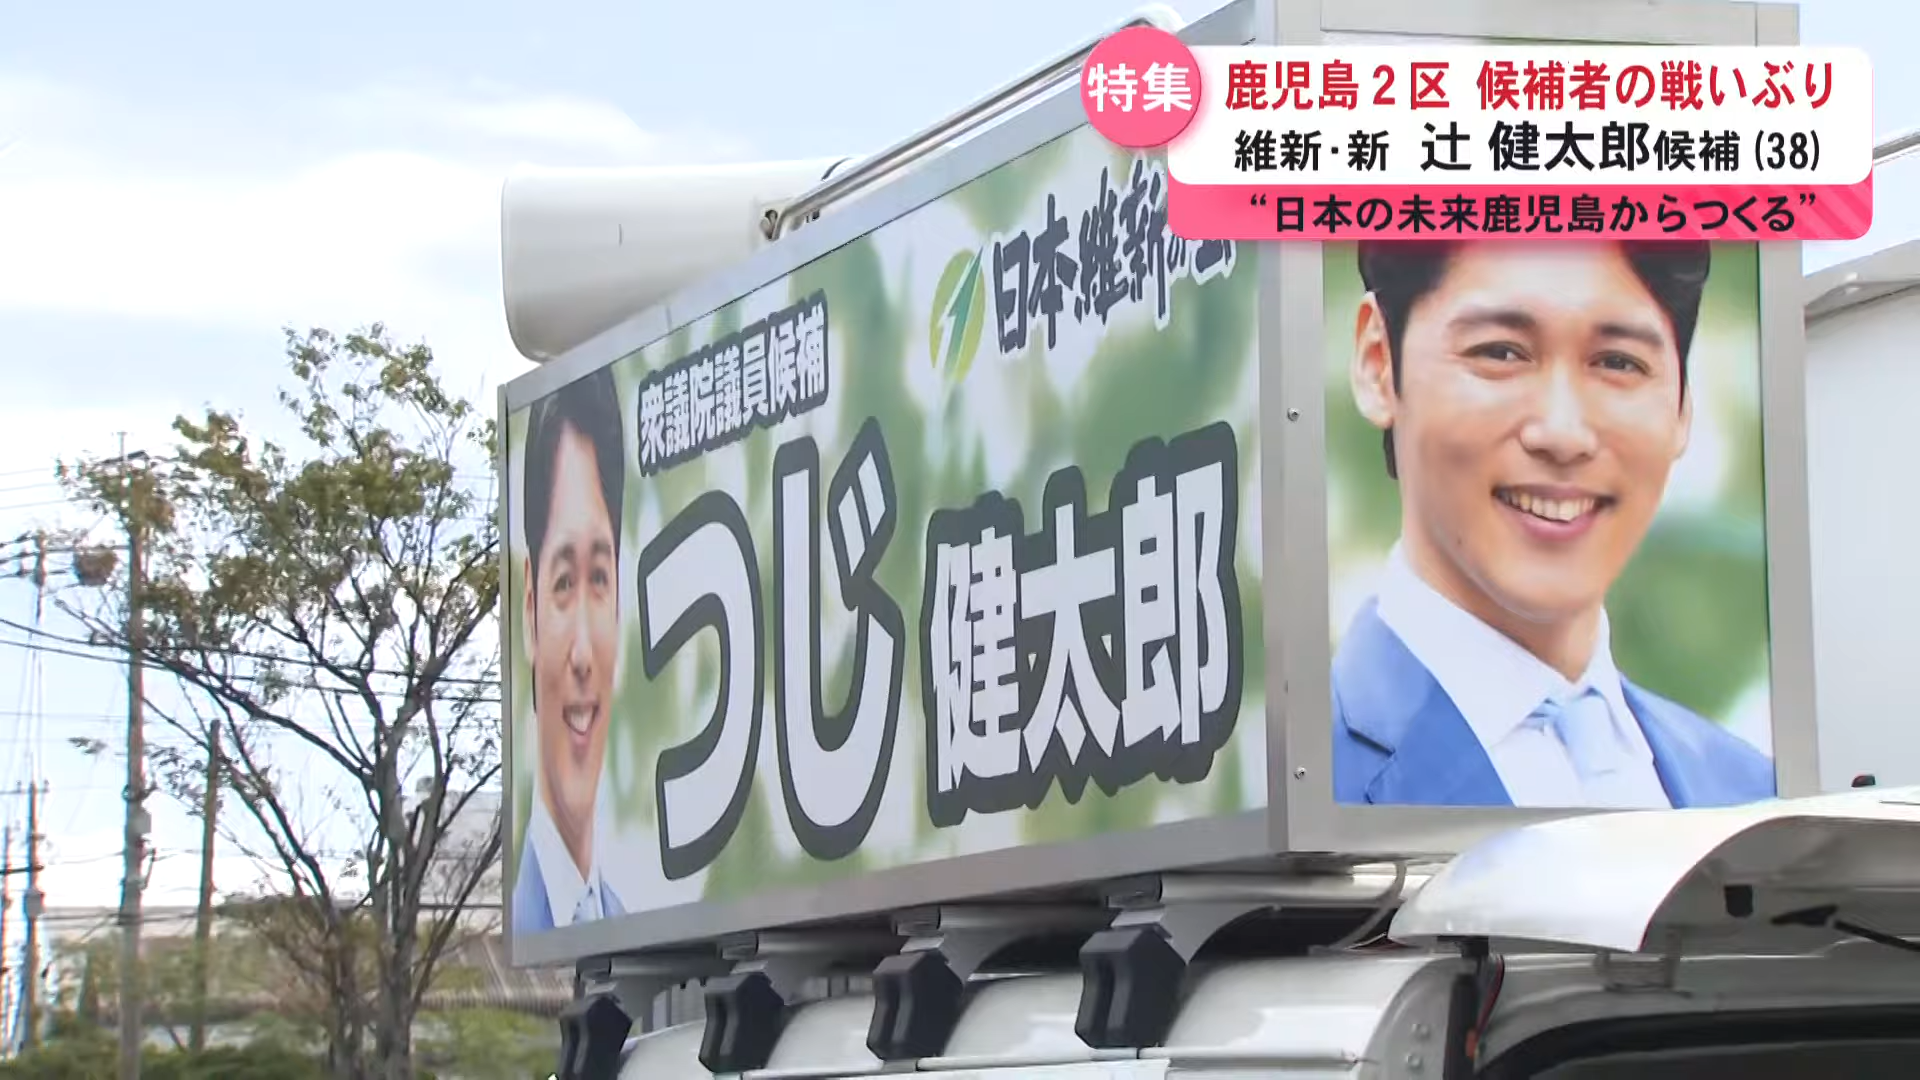 特集
鹿児島2区 候補者の戦いぶり
維新・新 辻 健太郎候補(38)
“日本の未来鹿児島からつくる”
日本維新の会
衆議院議員候補
つじ健太郎